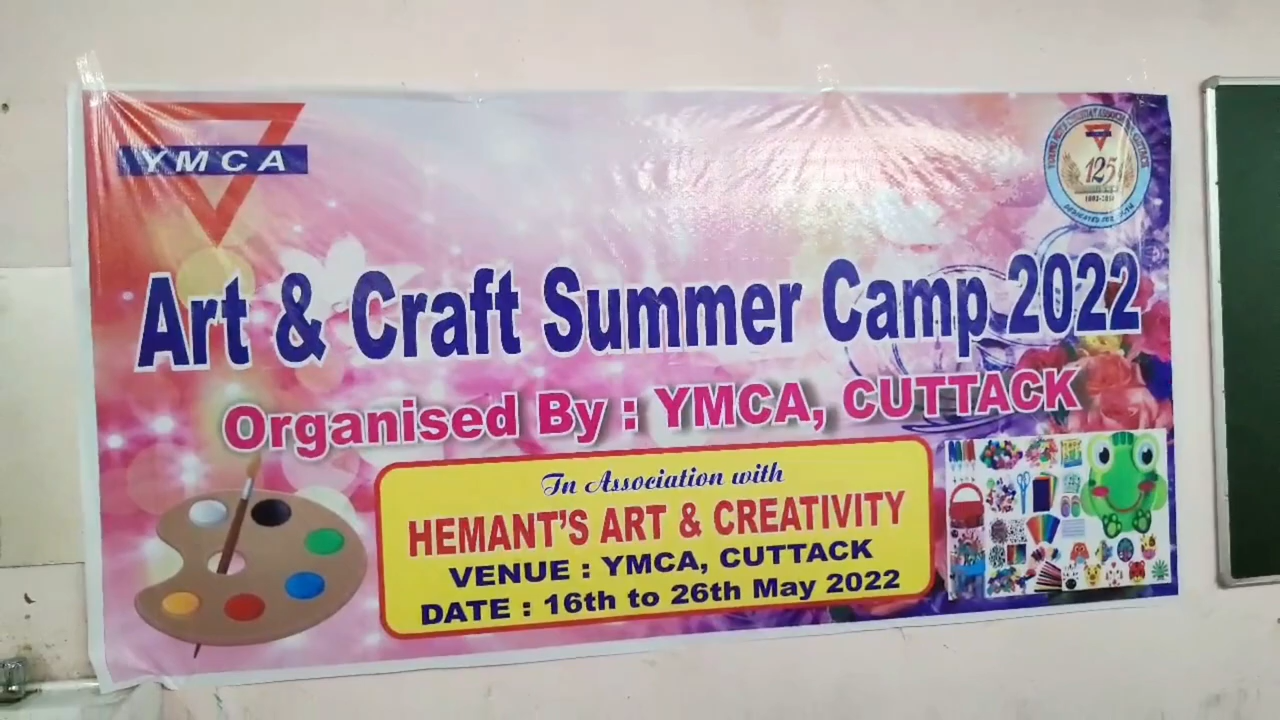 YMCA
125
Art & Craft Summer Camp 2022
Organised By : YMCA, CUTTACK
In Association with
HEMANT'S ART & CREATIVITY
VENUE : YMCA, CUTTACK
DATE : 16th to 26th May 2022